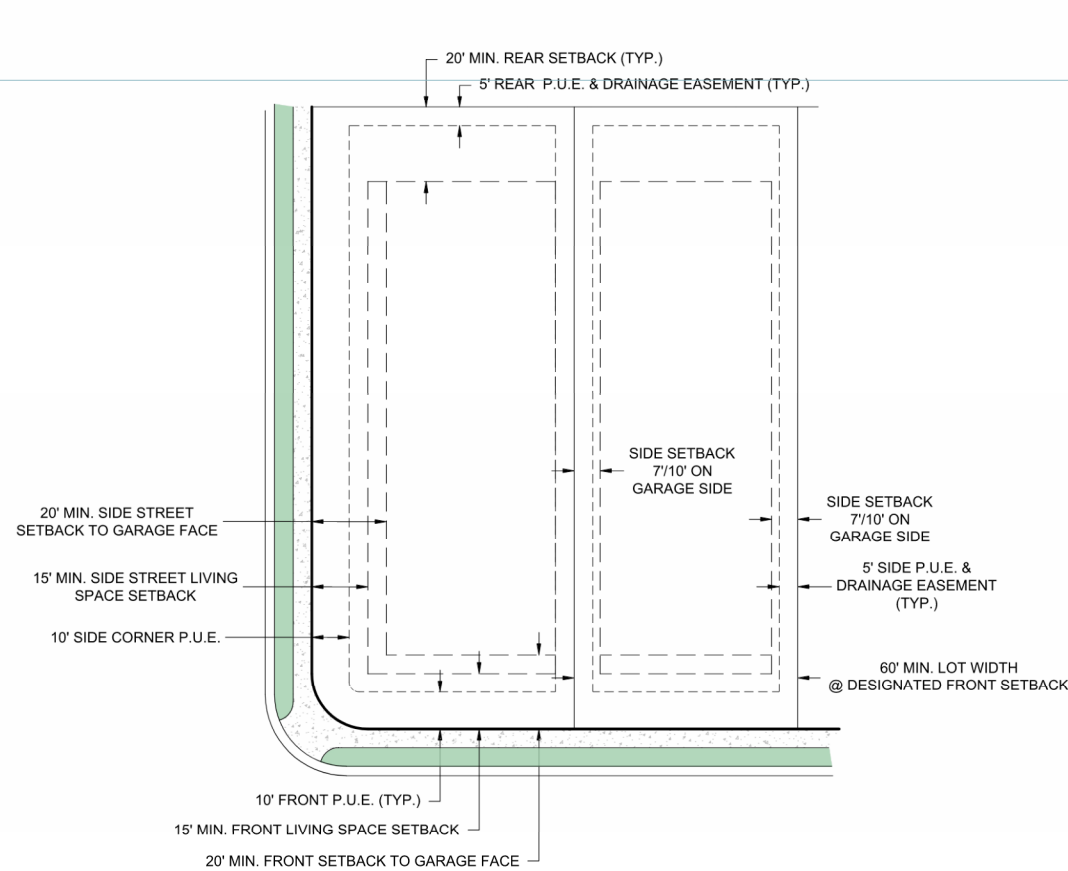 20' MIN. REAR SETBACK (TYP.)
5' REAR P.U.E. & DRAINAGE EASEMENT (TYP.)
SIDE SETBACK
7'/10' ON
GARAGE SIDE
SIDE SETBACK
7'/10' ON
GARAGE SIDE
20' MIN. SIDE STREET
SETBACK TO GARAGE FACE
5' SIDE P.U.E. &
DRAINAGE EASEMENT
(TYP.)
15' MIN. SIDE STREET LIVING
SPACE SETBACK
10' SIDE CORNER P.U.E.
60' MIN. LOT WIDTH
@ DESIGNATED FRONT SETBACK
10' FRONT P.U.E. (TYP.)
15' MIN. FRONT LIVING SPACE SETBACK
20' MIN. FRONT SETBACK TO GARAGE FACE